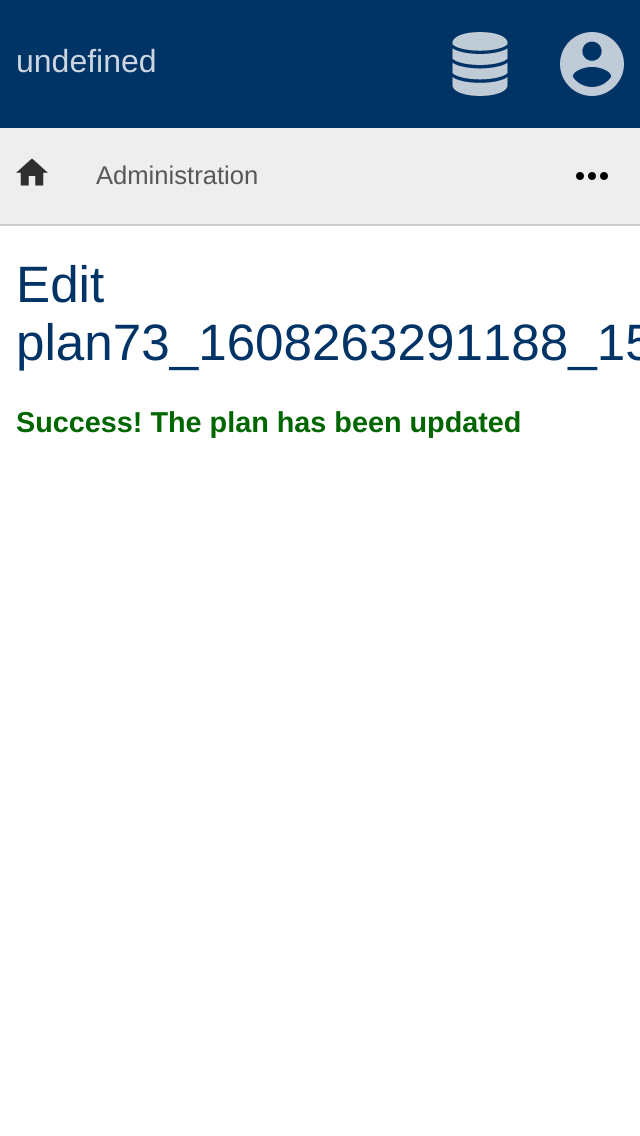 undefined
Administration
Edit
plan73_1608263291188_15
Success! The plan has been updated